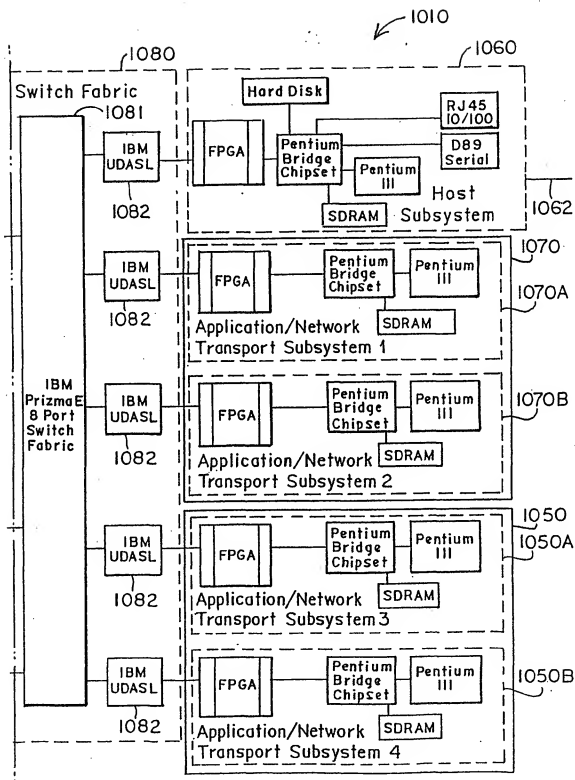 1010
1080
1060
Switch Fabric
1081
Hard Disk
RJ45
10/100
IBM
UDASL
FPGA
Pentium
Bridge
Chipset
D89
Serial
Pentium
III
1082
SDRAM
Host
Subsystem
1062
IBM
UDASL
FPGA
Pentium
Bridge
Chipset
Pentium
III
1070
1070A
1082
SDRAM
Application/Network
Transport Subsystem 1
IBM
PrizmaE
8 Port
Switch
Fabric
IBM
UDASL
FPGA
Pentium
Bridge
Chipset
Pentium
III
1070B
1082
SDRAM
Application/Network
Transport Subsystem 2
IBM
UDASL
FPGA
Pentium
Bridge
Chipset
Pentium
III
1050
1050A
1082
SDRAM
Application/Network
Transport Subsystem 3
IBM
UDASL
FPGA
Pentium
Bridge
Chipset
Pentium
III
1050B
1082
SDRAM
Application/Network
Transport Subsystem 4